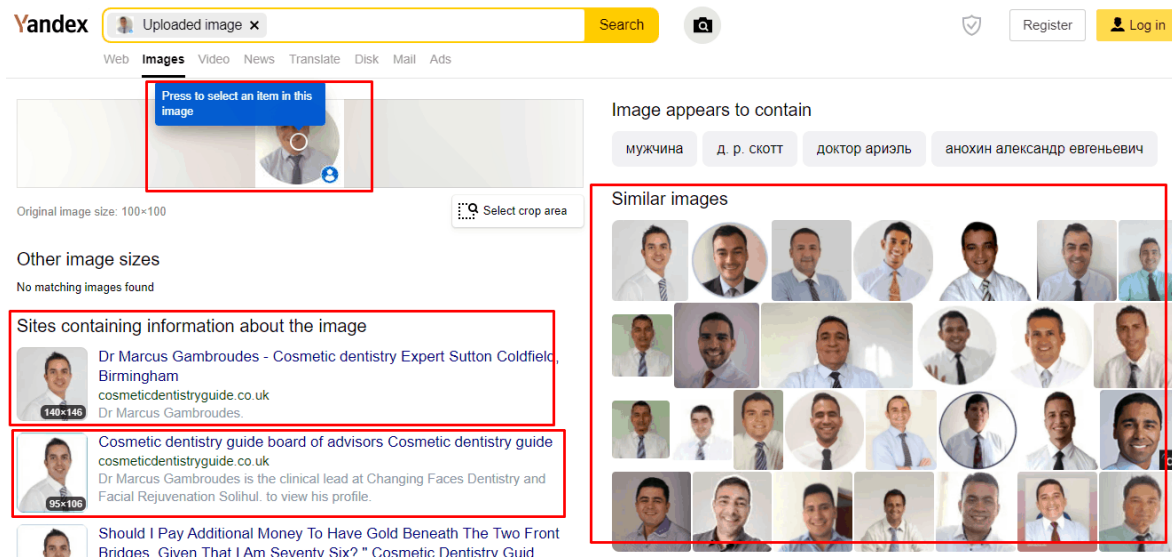 Yandex
Uploaded image ×
Search
Register
Log in
Web Images Video News Translate Disk Mail Ads
Press to select an item in this
image
Original image size: 100×100
Select crop area
Other image sizes
No matching images found
Sites containing information about the image
Dr Marcus Gambroudes - Cosmetic dentistry Expert Sutton Coldfield,
Birmingham
cosmeticdentistryguide.co.uk
Dr Marcus Gambroudes.
140×146
Cosmetic dentistry guide board of advisors Cosmetic dentistry guide
cosmeticdentistryguide.co.uk
Dr Marcus Gambroudes is the clinical lead at Changing Faces Dentistry and
Facial Rejuvenation Solihul. to view his profile.
95×106
Should I Pay Additional Money To Have Gold Beneath The Two Front
Bridges, Given That I Am Seventy Six? " Cosmetic Dentistry Guid
Image appears to contain
мужчина
д. р. скотт
доктор ариэль
анохин александр евгеньевич
Similar images